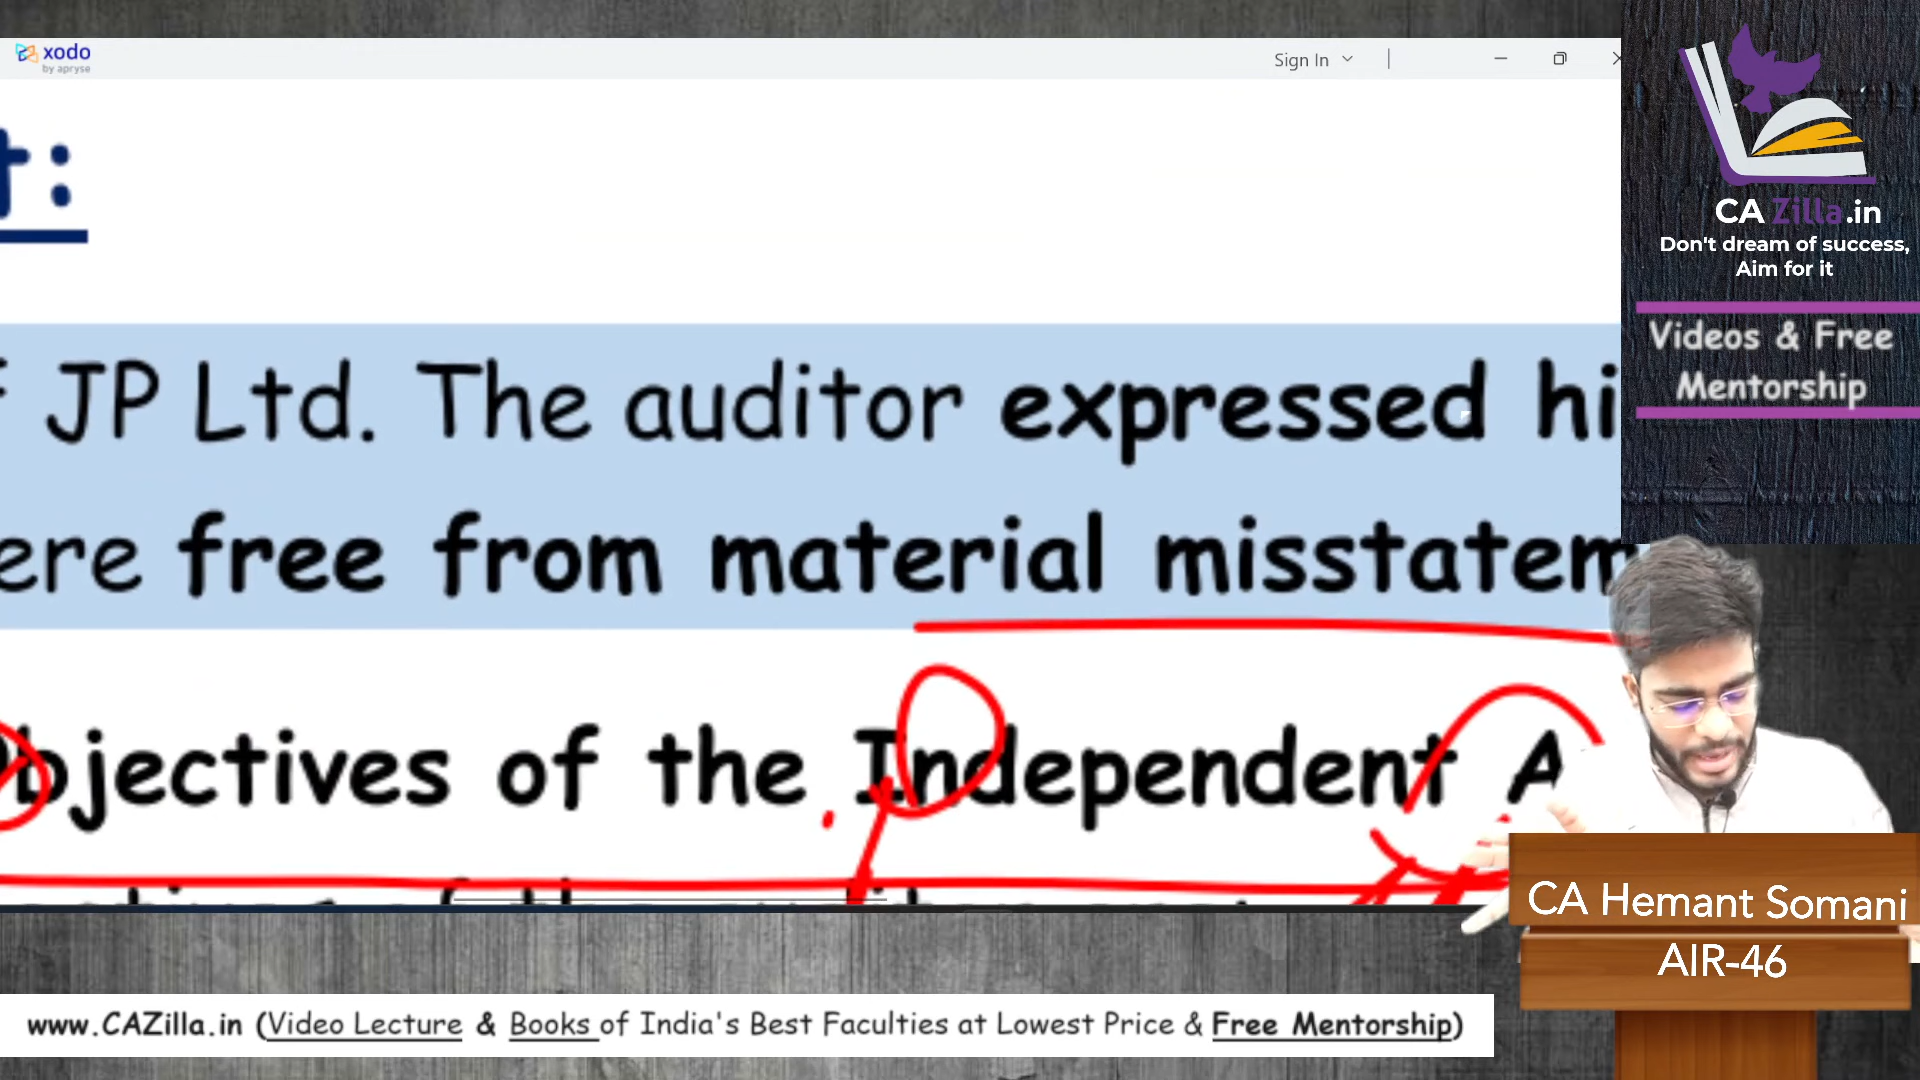 xodo
by apryse
Sign In
t:
JP Ltd. The auditor expressed hi
ere free from material misstatem
bjectives of the Independent A
CA Zilla.in
Don't dream of success,
Aim for it
Videos & Free
Mentorship
CA Hemant Somani
AIR-46
www.CAZilla.in (Video Lecture & Books of India's Best Faculties at Lowest Price & Free Mentorship)